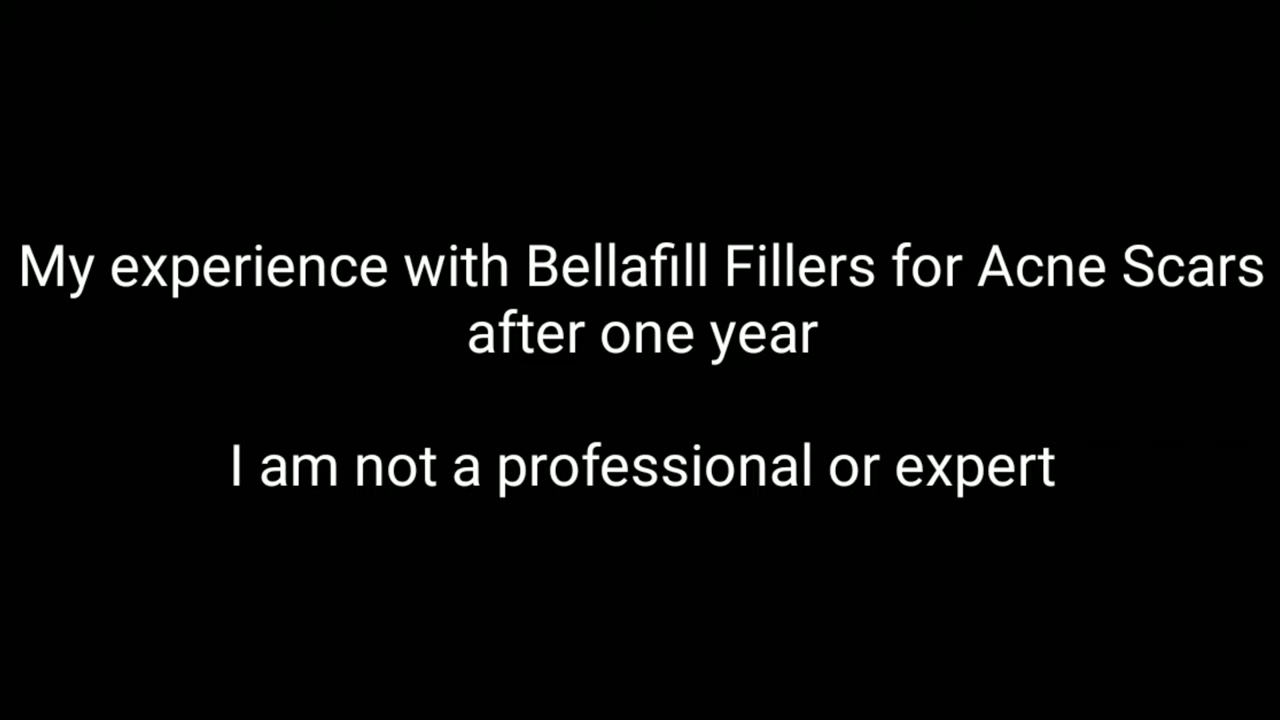 My experience with Bellafill Fillers for Acne Scars
after one year
I am not a professional or expert